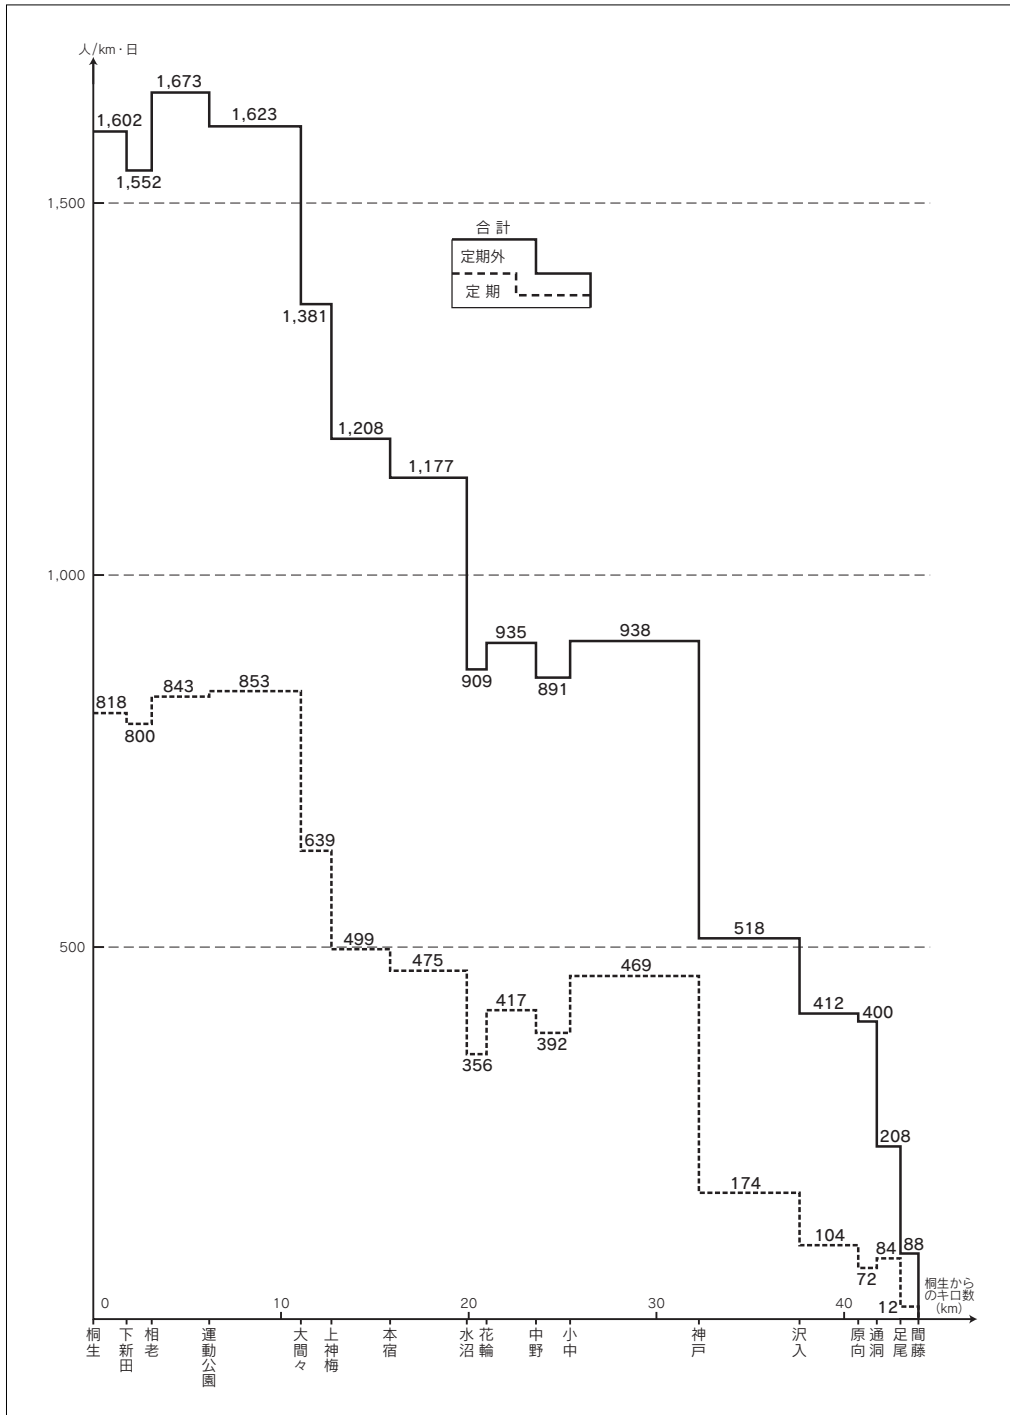 人/km・日
1,673
1,602
1,623
1,552
1,500
合計
定期外
定期
1,381
1,208
1,177
1,000
935
938
909
891
853
843
818
800
639
500
499
475
469
417
392
356
518
412
400
208
174
104
84
88
72
12
桐生から
のキロ数
(km)
0
10
20
30
40
桐生
下新田
相老
運動公園
大間々
上神梅
本宿
水沼
花輪
中野
小中
神戸
沢入
原向
通洞
足尾
間藤